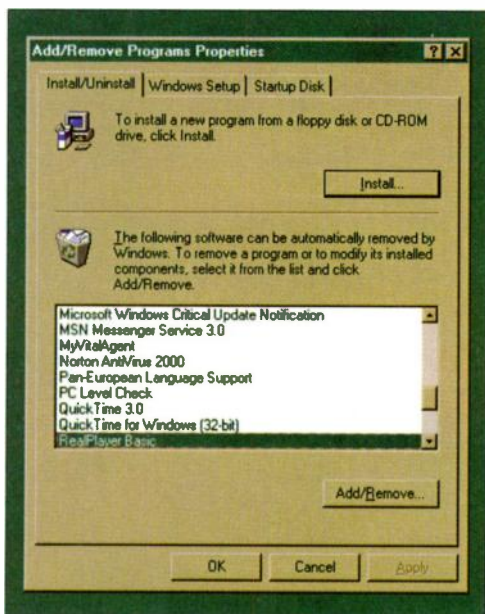 Add/Remove Programs Properties
Install/Uninstall
Windows Setup
Startup Disk
To install a new program from a floppy disk or CD-ROM
drive, click Install.
Install...
The following software can be automatically removed by
Windows. To remove a program or to modify its installed
components, select it from the list and click
Add/Remove.
Microsoft Windows Critical Update Notification
MSN Messenger Service 3.0
MyVitalAgent
Norton AntiVirus 2000
Pan-European Language Support
PC Level Check
QuickTime 3.0
QuickTime for Windows (32-bit)
RealPlayer Basic
Add/Remove...
OK
Cancel
Apply